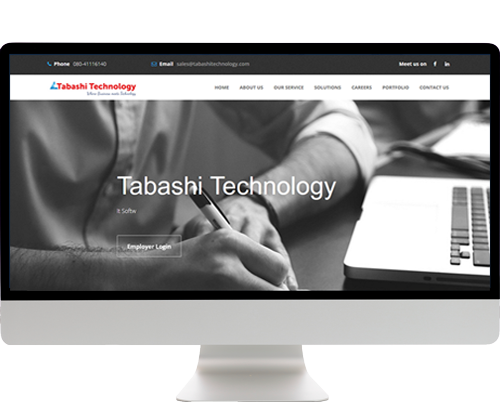 Phone 080-41116140
Email sales@tabashitechnology.com
Meet us on
Tabashi Technology
Where Business meets Technology
HOME ABOUT US OUR SERVICE SOLUTIONS CAREERS PORTFOLIO CONTACT US
Tabashi Technology
It Softw
Employer Login